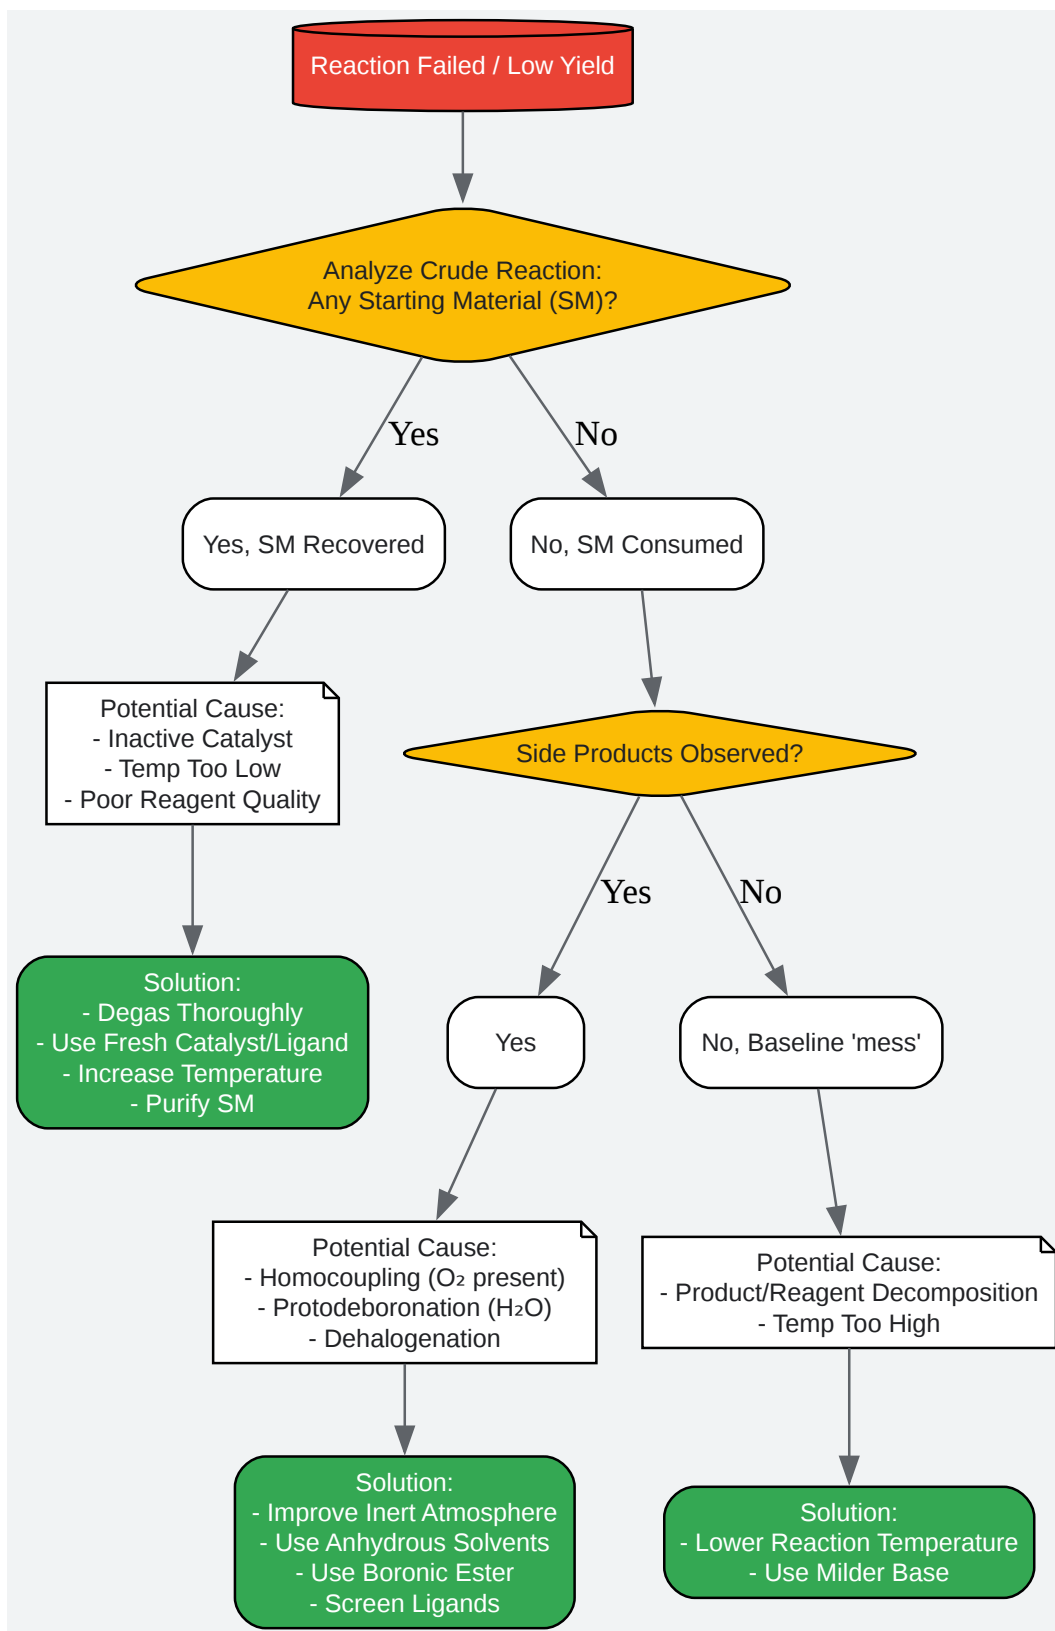 Reaction Failed / Low Yield
Analyze Crude Reaction:
Any Starting Material (SM)?
Yes
No
Yes, SM Recovered
No, SM Consumed
Potential Cause:
- Inactive Catalyst
- Temp Too Low
- Poor Reagent Quality
Side Products Observed?
Yes
No
Solution:
- Degas Thoroughly
- Use Fresh Catalyst/Ligand
- Increase Temperature
- Purify SM
Yes
No, Baseline 'mess'
Potential Cause:
- Homocoupling (O₂ present)
- Protodeboronation (H₂O)
- Dehalogenation
Potential Cause:
- Product/Reagent Decomposition
- Temp Too High
Solution:
- Improve Inert Atmosphere
- Use Anhydrous Solvents
- Use Boronic Ester
- Screen Ligands
Solution:
- Lower Reaction Temperature
- Use Milder Base